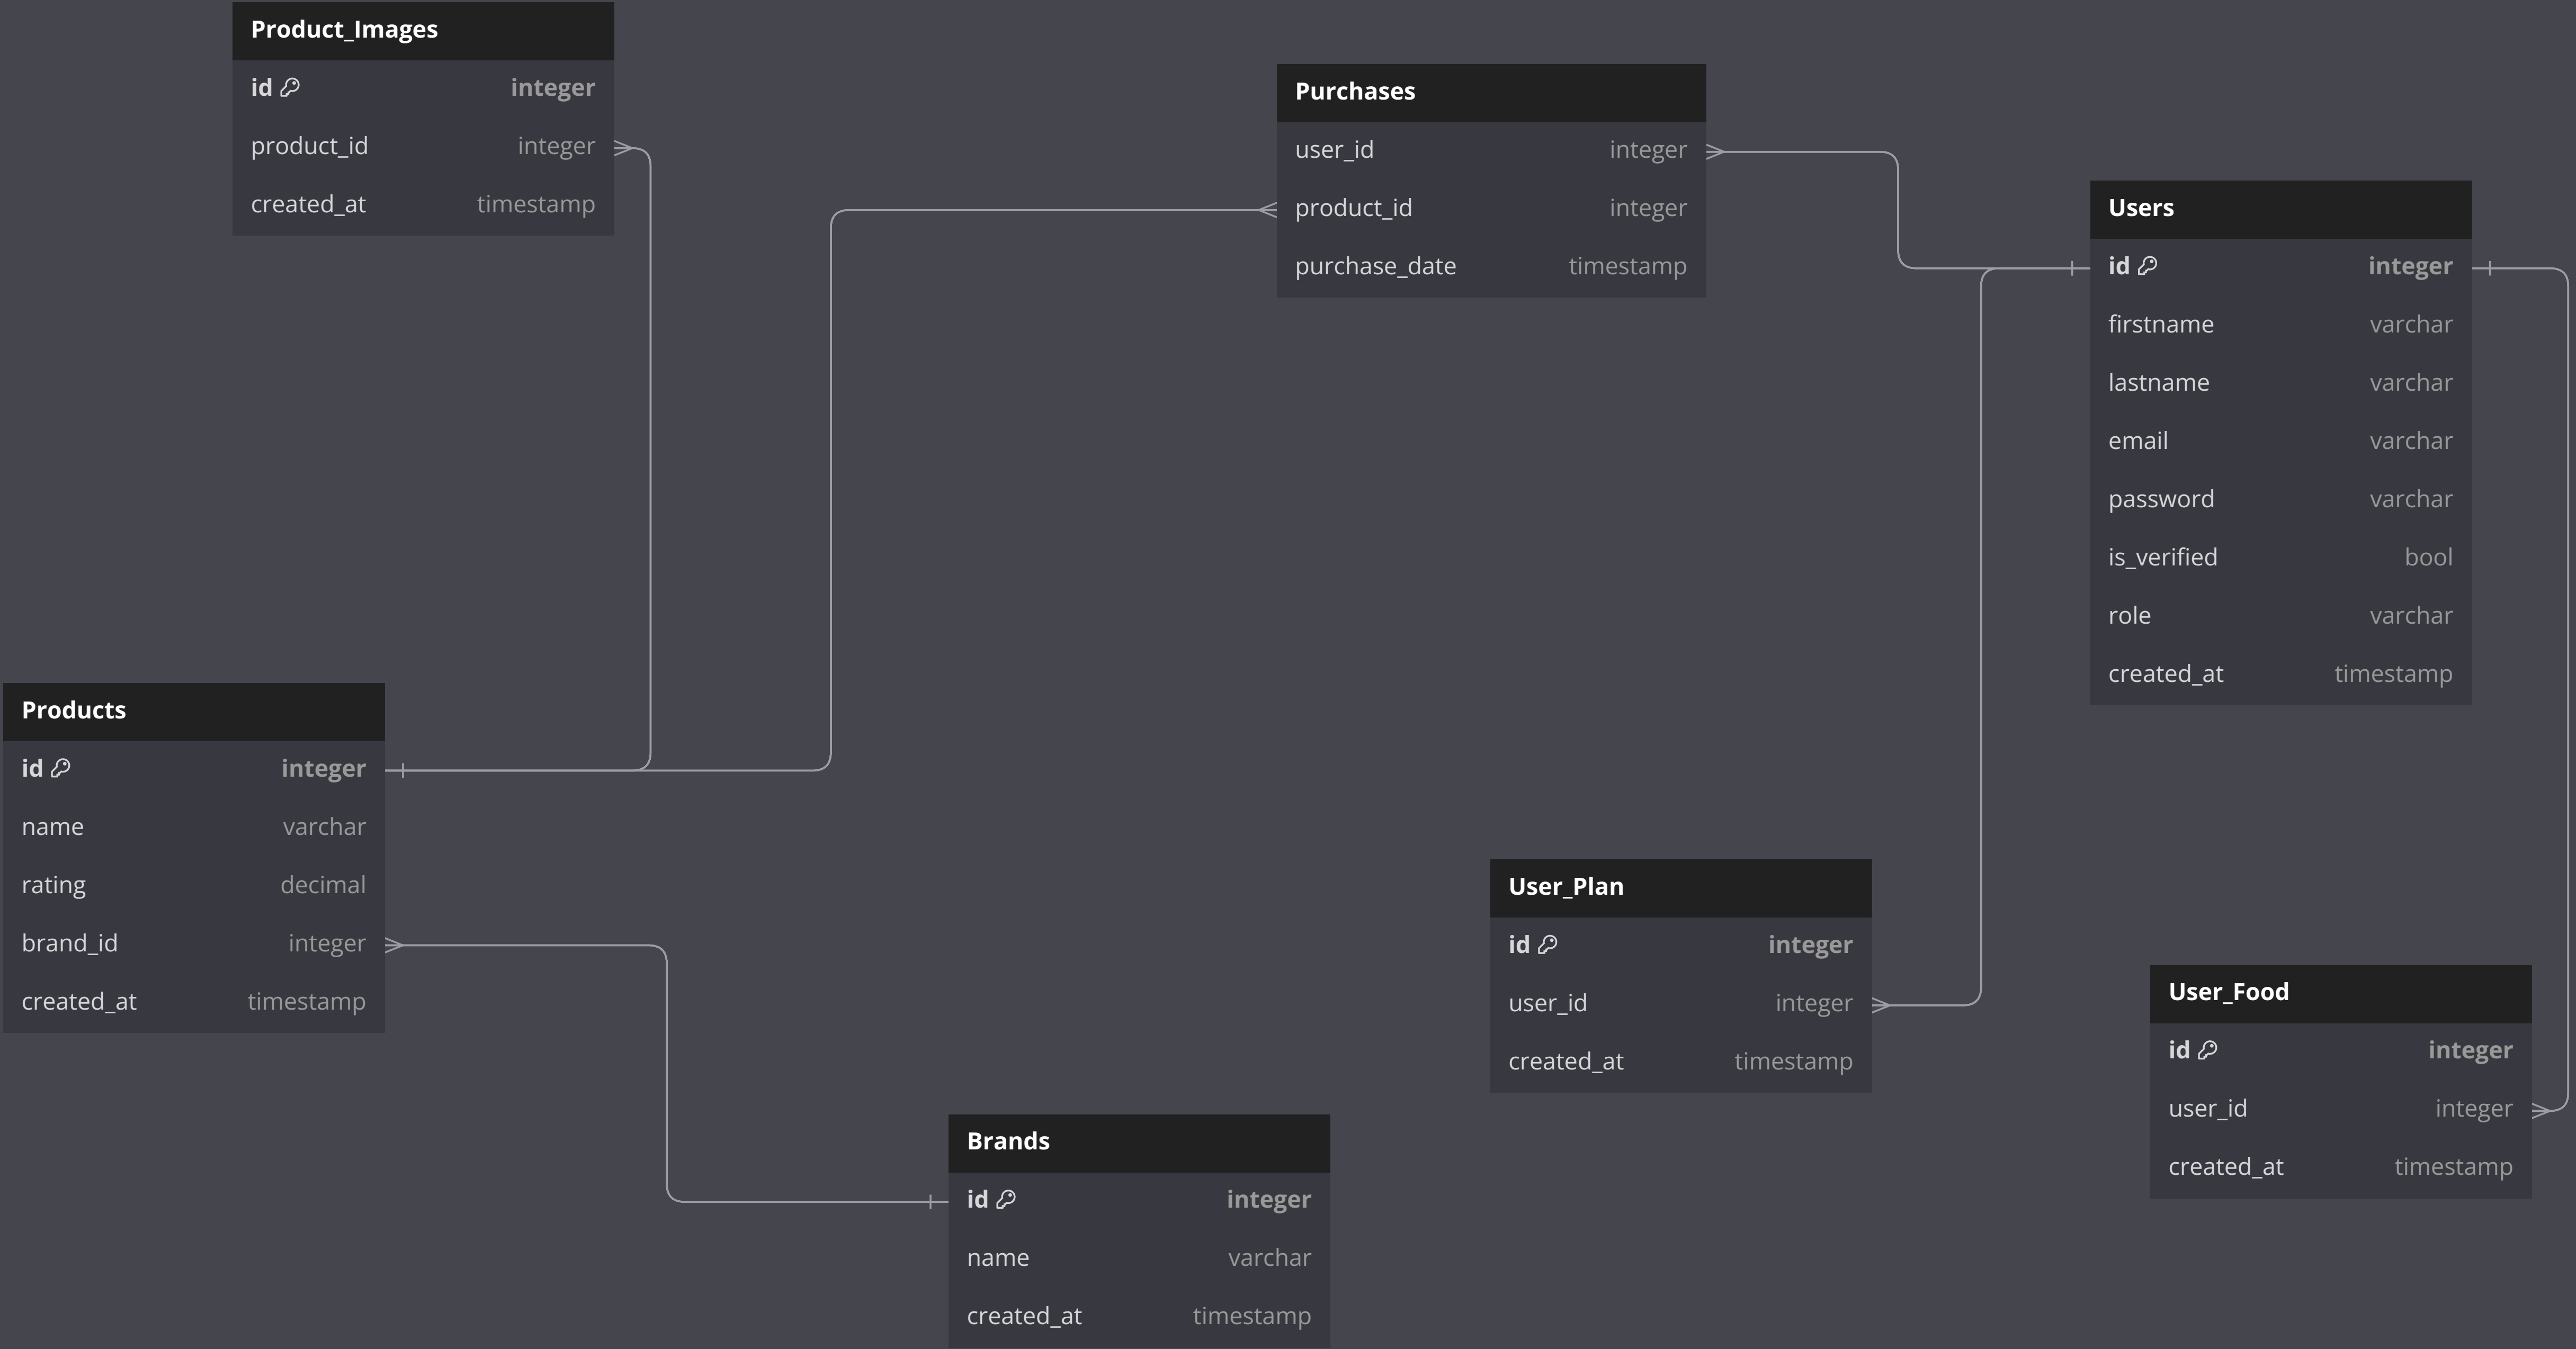 Product_Images
id integer
product_id integer
created_at timestamp
Purchases
user_id integer
product_id integer
purchase_date timestamp
Users
id integer
firstname varchar
lastname varchar
email varchar
password varchar
is_verified bool
role varchar
created_at timestamp
Products
id integer
name varchar
rating decimal
brand_id integer
created_at timestamp
User_Plan
id integer
user_id integer
created_at timestamp
User_Food
id integer
user_id integer
created_at timestamp
Brands
id integer
name varchar
created_at timestamp